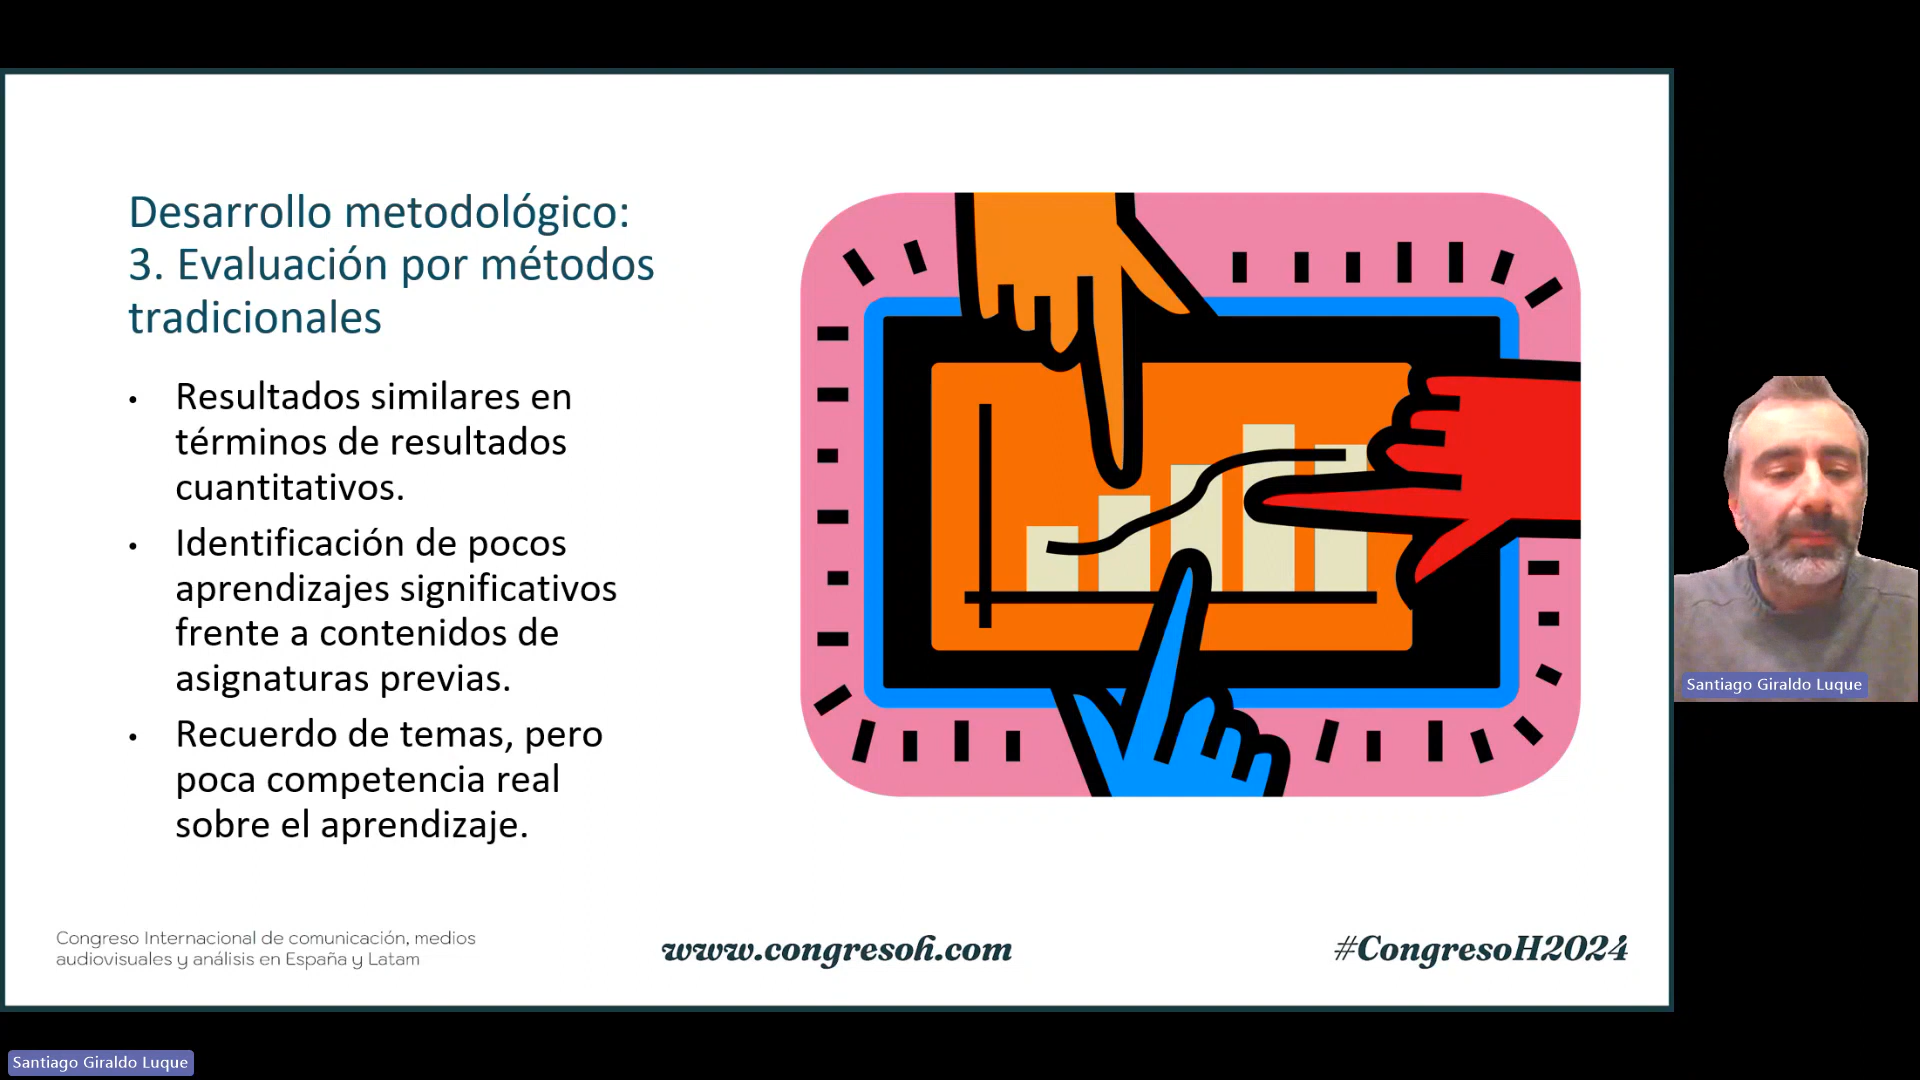 Desarrollo metodológico:
3. Evaluación por métodos
tradicionales
• Resultados similares en
términos de resultados
cuantitativos.
• Identificación de pocos
aprendizajes significativos
frente a contenidos de
asignaturas previas.
• Recuerdo de temas, pero
poca competencia real
sobre el aprendizaje.
Congreso Internacional de comunicación, medios
audiovisuales y análisis en España y Latam
www.congresoh.com
#CongresoH2024
Santiago Giraldo Luque
Santiago Giraldo Luque